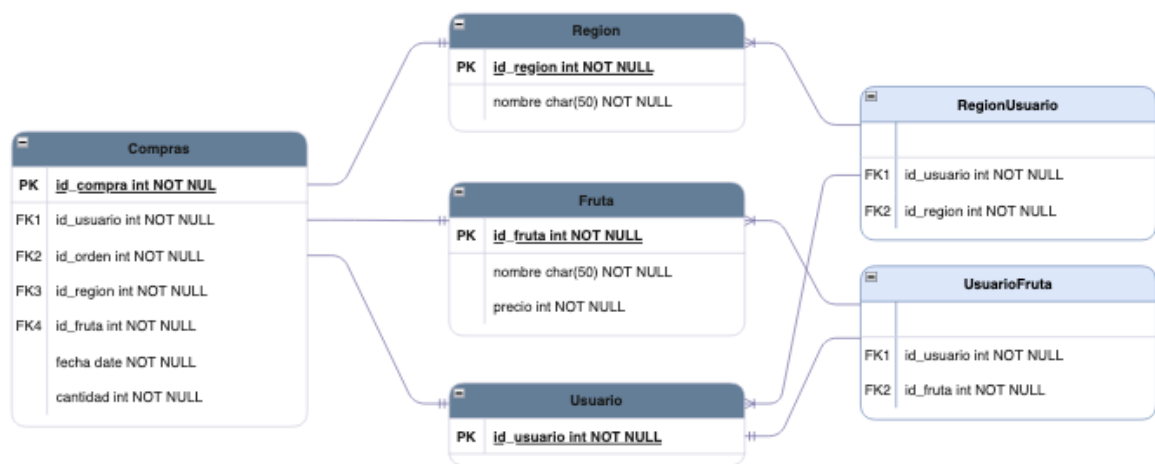 Region
PK id_region int NOT NULL
nombre char(50) NOT NULL
Compras
PK id_compra int NOT NUL
FK1 id_usuario int NOT NULL
FK2 id_orden int NOT NULL
FK3 id_region int NOT NULL
FK4 id_fruta int NOT NULL
fecha date NOT NULL
cantidad int NOT NULL
Fruta
PK id_fruta int NOT NULL
nombre char(50) NOT NULL
precio int NOT NULL
Usuario
PK id_usuario int NOT NULL
RegionUsuario
FK1 id_usuario int NOT NULL
FK2 id_region int NOT NULL
UsuarioFruta
FK1 id_usuario int NOT NULL
FK2 id_fruta int NOT NULL